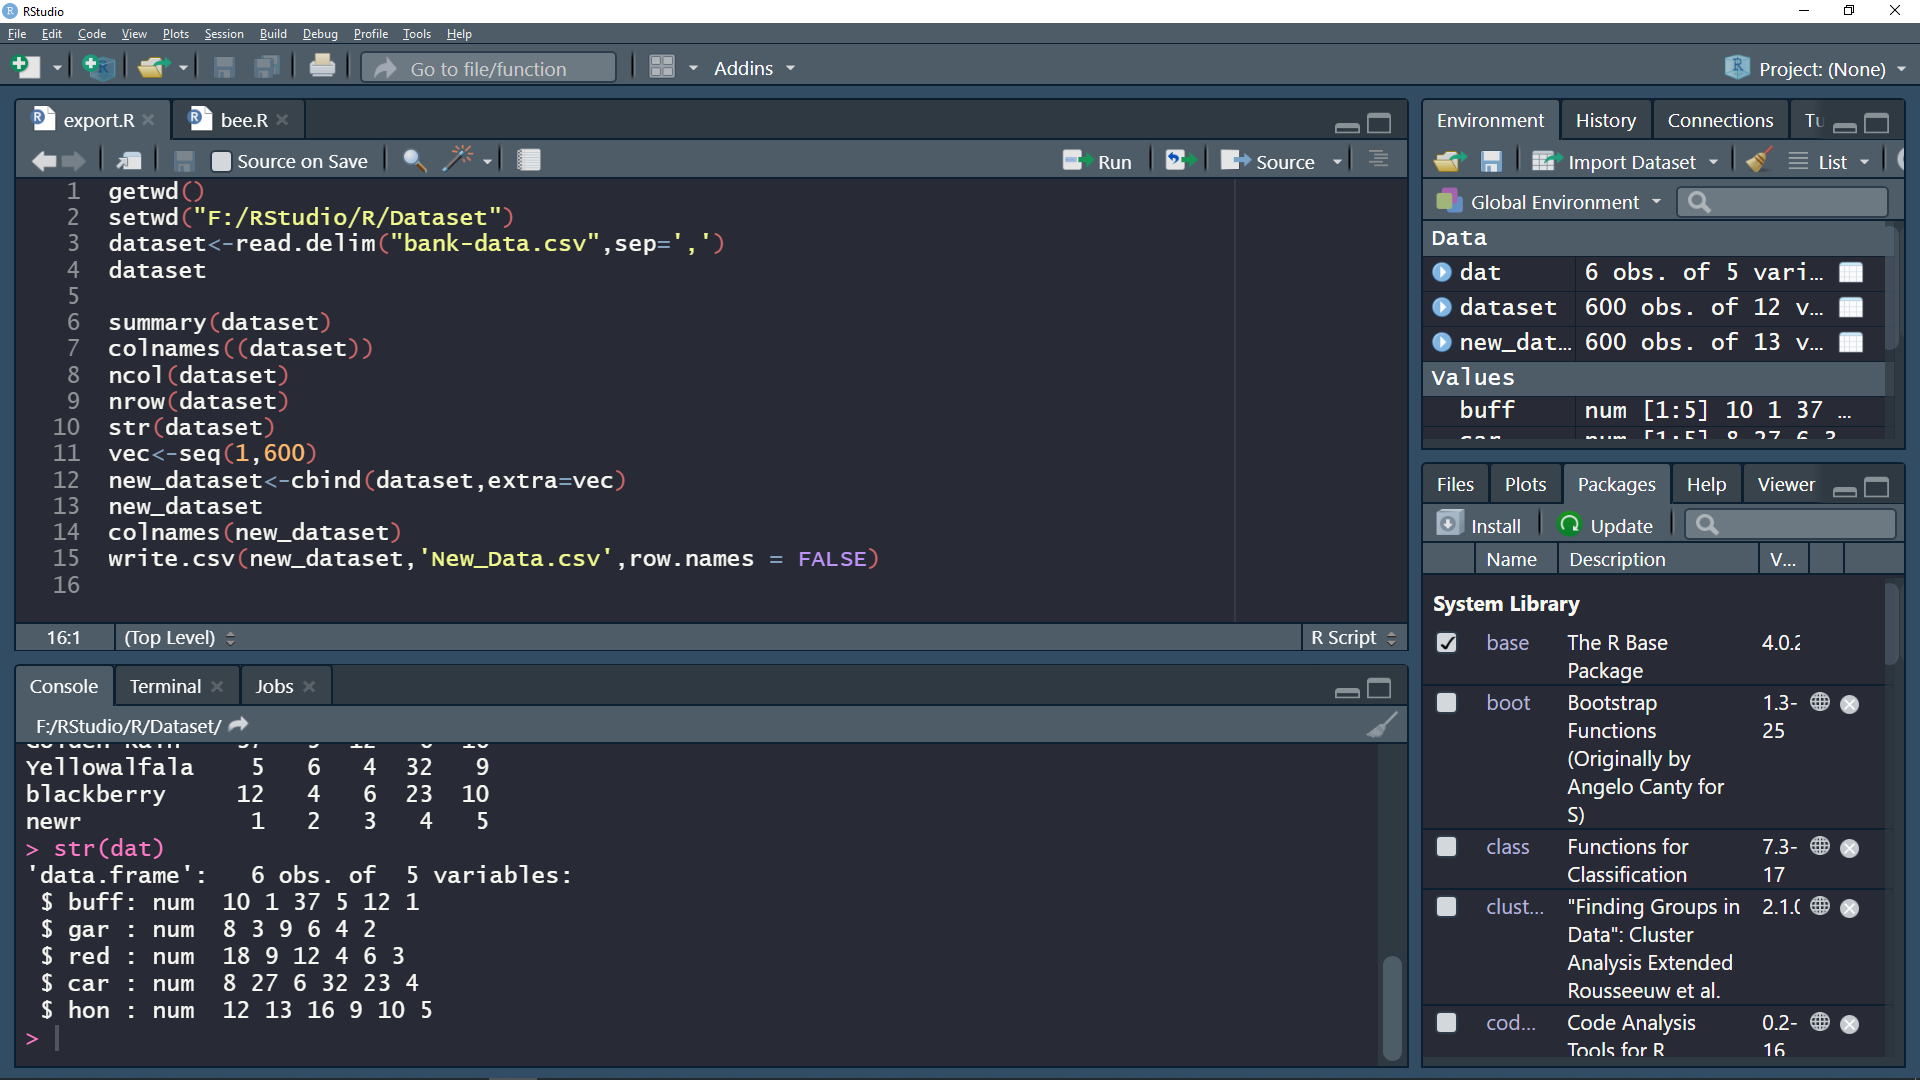 RStudio
File Edit Code View Plots Session Build Debug Profile Tools Help
Go to file/function Addins Project: (None)
export.R bee.R
Source on Save Run Source
1 getwd()
2 setwd("F:/RStudio/R/Dataset")
3 dataset<-read.delim("bank-data.csv",sep=',')
4 dataset
5
6 summary(dataset)
7 colnames((dataset))
8 ncol(dataset)
9 nrow(dataset)
10 str(dataset)
11 vec<-seq(1,600)
12 new_dataset<-cbind(dataset,extra=vec)
13 new_dataset
14 colnames(new_dataset)
15 write.csv(new_dataset,'New_Data.csv',row.names = FALSE)
16
16:1 (Top Level) R Script
Console Terminal Jobs
F:/RStudio/R/Dataset/
Yellowalfala 5 6 4 32 9
blackberry 12 4 6 23 10
newr 1 2 3 4 5
> str(dat)
'data.frame': 6 obs. of 5 variables:
$ buff: num 10 1 37 5 12 1
$ gar : num 8 3 9 6 4 2
$ red : num 18 9 12 4 6 3
$ car : num 8 27 6 32 23 4
$ hon : num 12 13 16 9 10 5
>
Environment History Connections Tu
Import Dataset List
Global Environment
Data
dat 6 obs. of 5 vari...
dataset 600 obs. of 12 v...
new_dat... 600 obs. of 13 v...
Values
buff num [1:5] 10 1 37 ...
Files Plots Packages Help Viewer
Install Update
Name Description V...
System Library
base The R Base 4.0.2
Package
boot Bootstrap 1.3-
Functions 25
(Originally by
Angelo Canty for
S)
class Functions for 7.3-
Classification 17
clust... "Finding Groups in 2.1.0
Data": Cluster
Analysis Extended
Rousseeuw et al.
cod... Code Analysis 0.2-
Tools for R 16